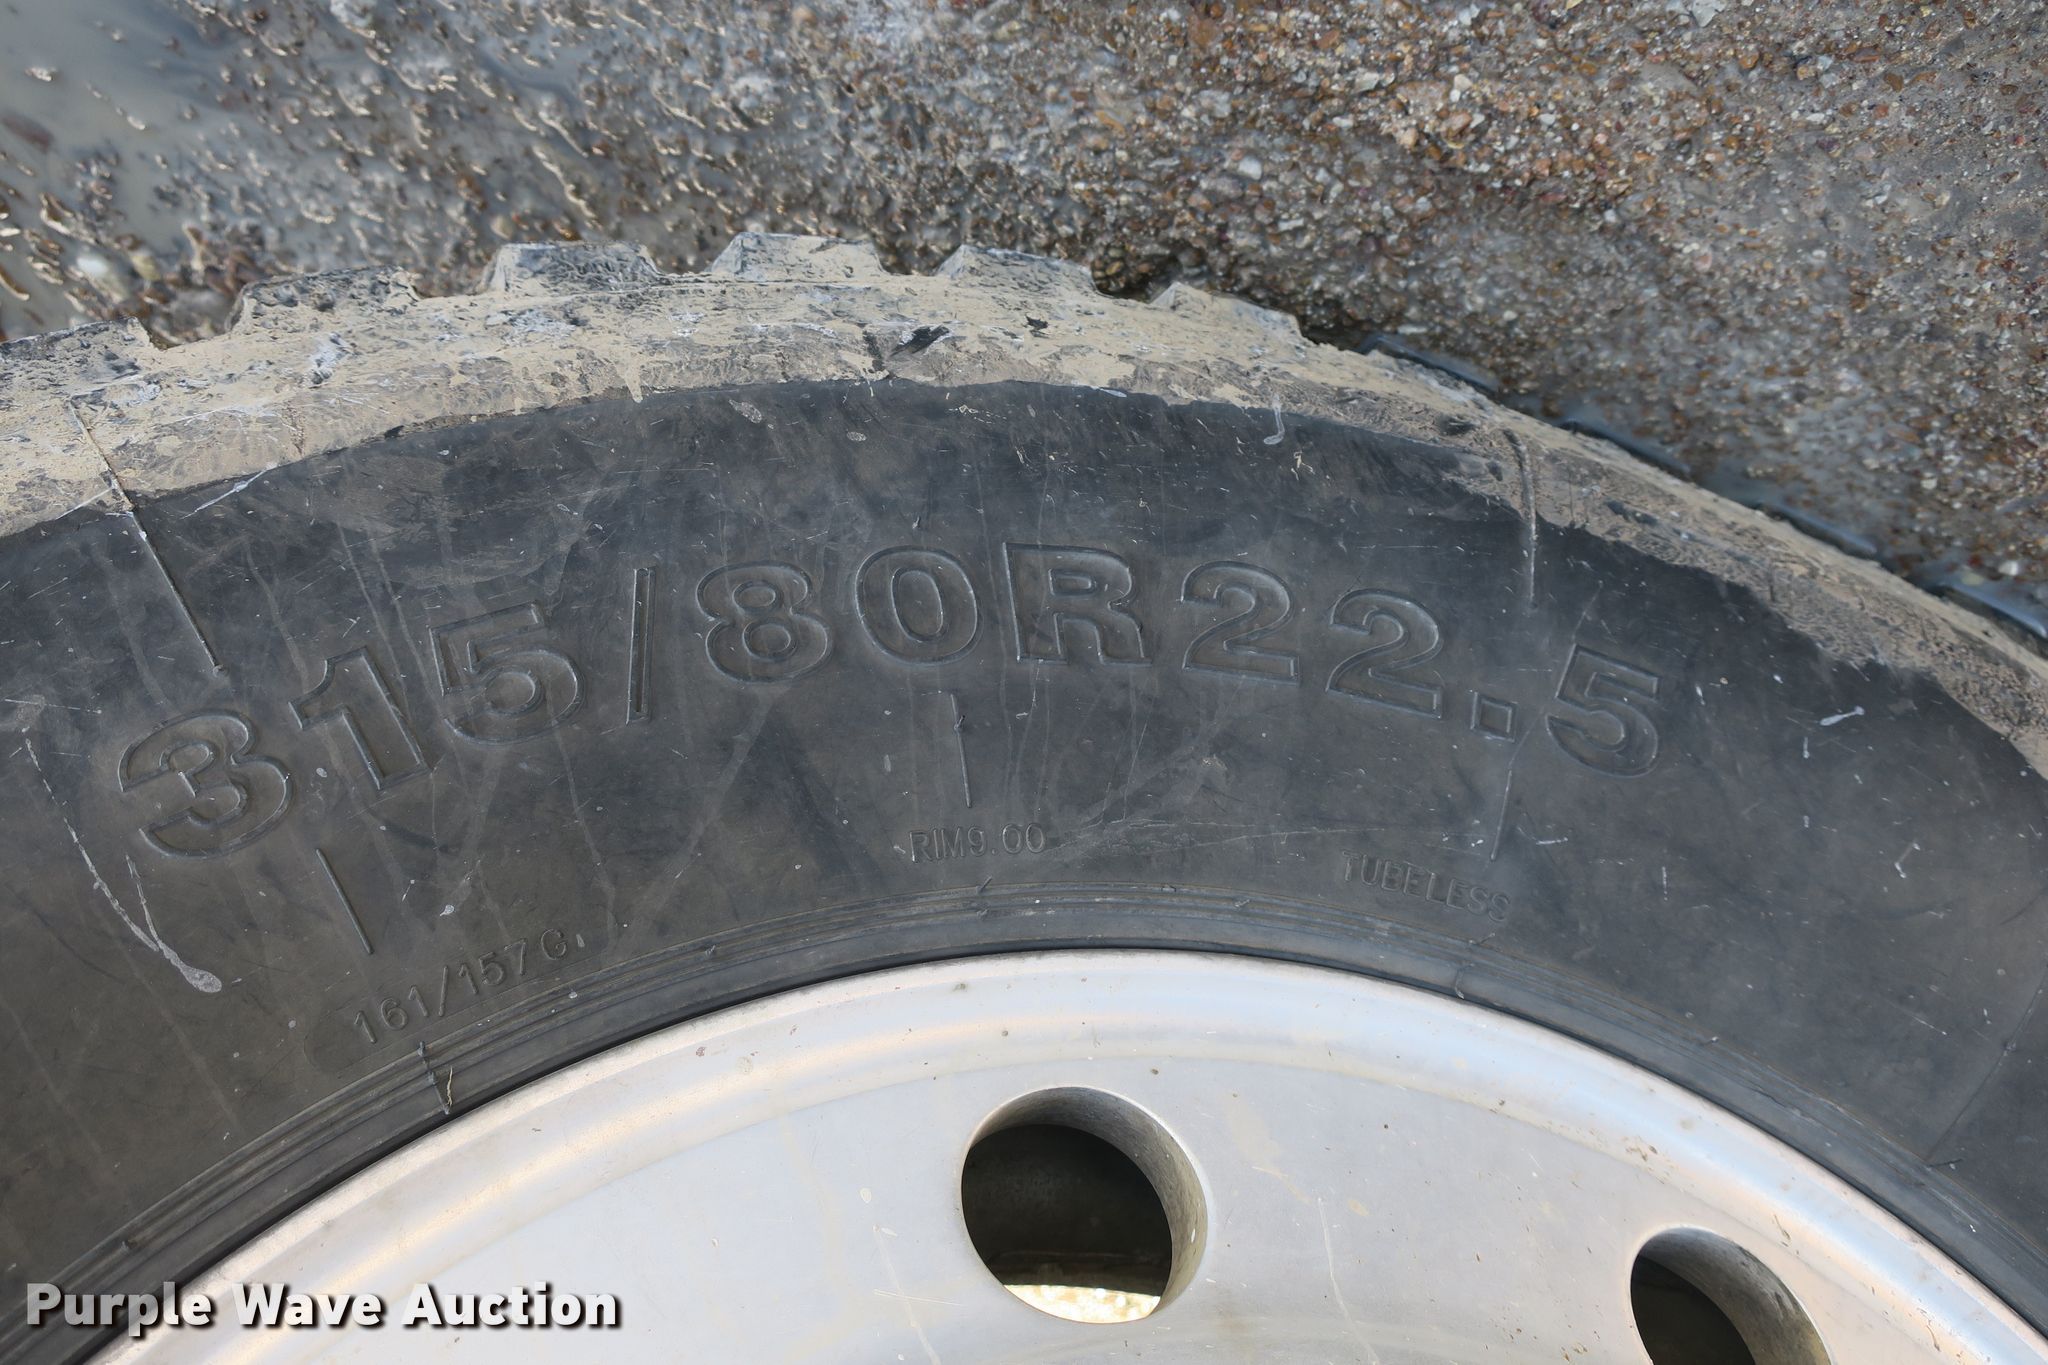 315/80R22.5
RIM9.00
TUBELESS
161/157G
Purple Wave Auction